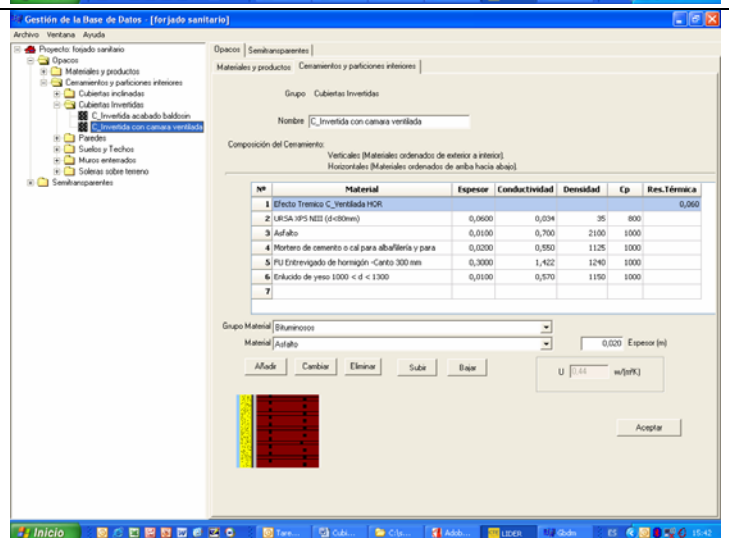 Gestión de la Base de Datos - [forjado sanitario]
Archivo Ventana Ayuda
Proyecto: forjado sanitario
Opacos
Materiales y productos
Cerramientos y particiones interiores
Cubiertas inclinadas
Cubiertas Invertidas
C_Invertida acabado baldosin
C_Invertida con camara ventilada
Paredes
Suelos y Techos
Muros enterrados
Soleras sobre terreno
Semitransparentes
Opacos Semitransparentes
Materiales y productos Cerramientos y particiones interiores
Grupo Cubiertas Invertidas
Nombre C_Invertida con camara ventilada
Composición del Cerramiento:
Verticales (Materiales ordenados de exterior a interior).
Horizontales (Materiales ordenados de arriba hacia abajo).
Nº Material Espesor Conductividad Densidad Cp Res.Térmica
1 Efecto Tremico C_Ventilada HOR 0,060
2 URSA XPS NIII (d<80mm) 0,0600 0,034 35 800
3 Asfalto 0,0100 0,700 2100 1000
4 Mortero de cemento o cal para albañilería y para 0,0200 0,550 1125 1000
5 FU Entrevigado de hormigón -Canto 300 mm 0,3000 1,422 1240 1000
6 Enlucido de yeso 1000 < d < 1300 0,0100 0,570 1150 1000
7
Grupo Material Bituminosos
Material Asfalto 0,020 Espesor (m)
Añadir Cambiar Eliminar Subir Bajar
U 0,44 w/(m²K)
Aceptar
Inicio Tare... Cubi... C:\s... Adob... LIDER Gbdm ES 15:42